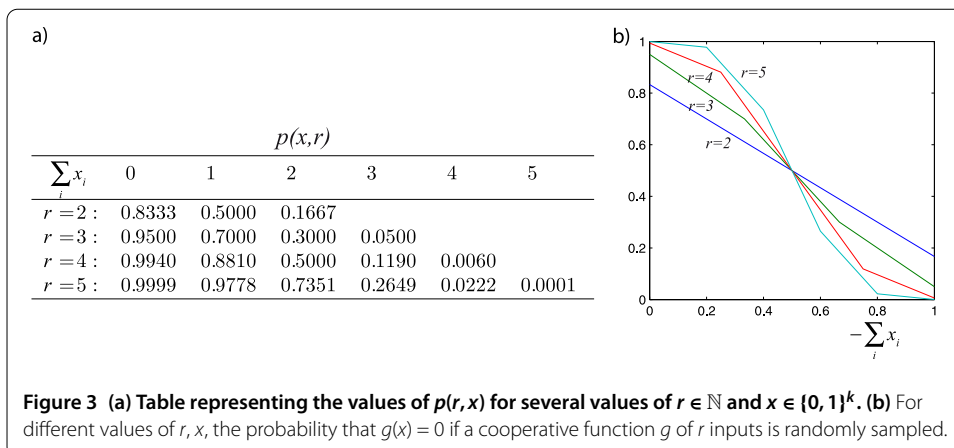 a)
p(x,r)
∑_i x_i 0 1 2 3 4 5
r = 2 : 0.8333 0.5000 0.1667
r = 3 : 0.9500 0.7000 0.3000 0.0500
r = 4 : 0.9940 0.8810 0.5000 0.1190 0.0060
r = 5 : 0.9999 0.9778 0.7351 0.2649 0.0222 0.0001
b)
1
0.8
0.6
0.4
0.2
0
r=5
r=4
r=3
r=2
0 0.2 0.4 0.6 0.8 1
−∑_i x_i
Figure 3 (a) Table representing the values of p(r, x) for several values of r ∈ ℕ and x ∈ {0, 1}^k. (b) For
different values of r, x, the probability that g(x) = 0 if a cooperative function g of r inputs is randomly sampled.